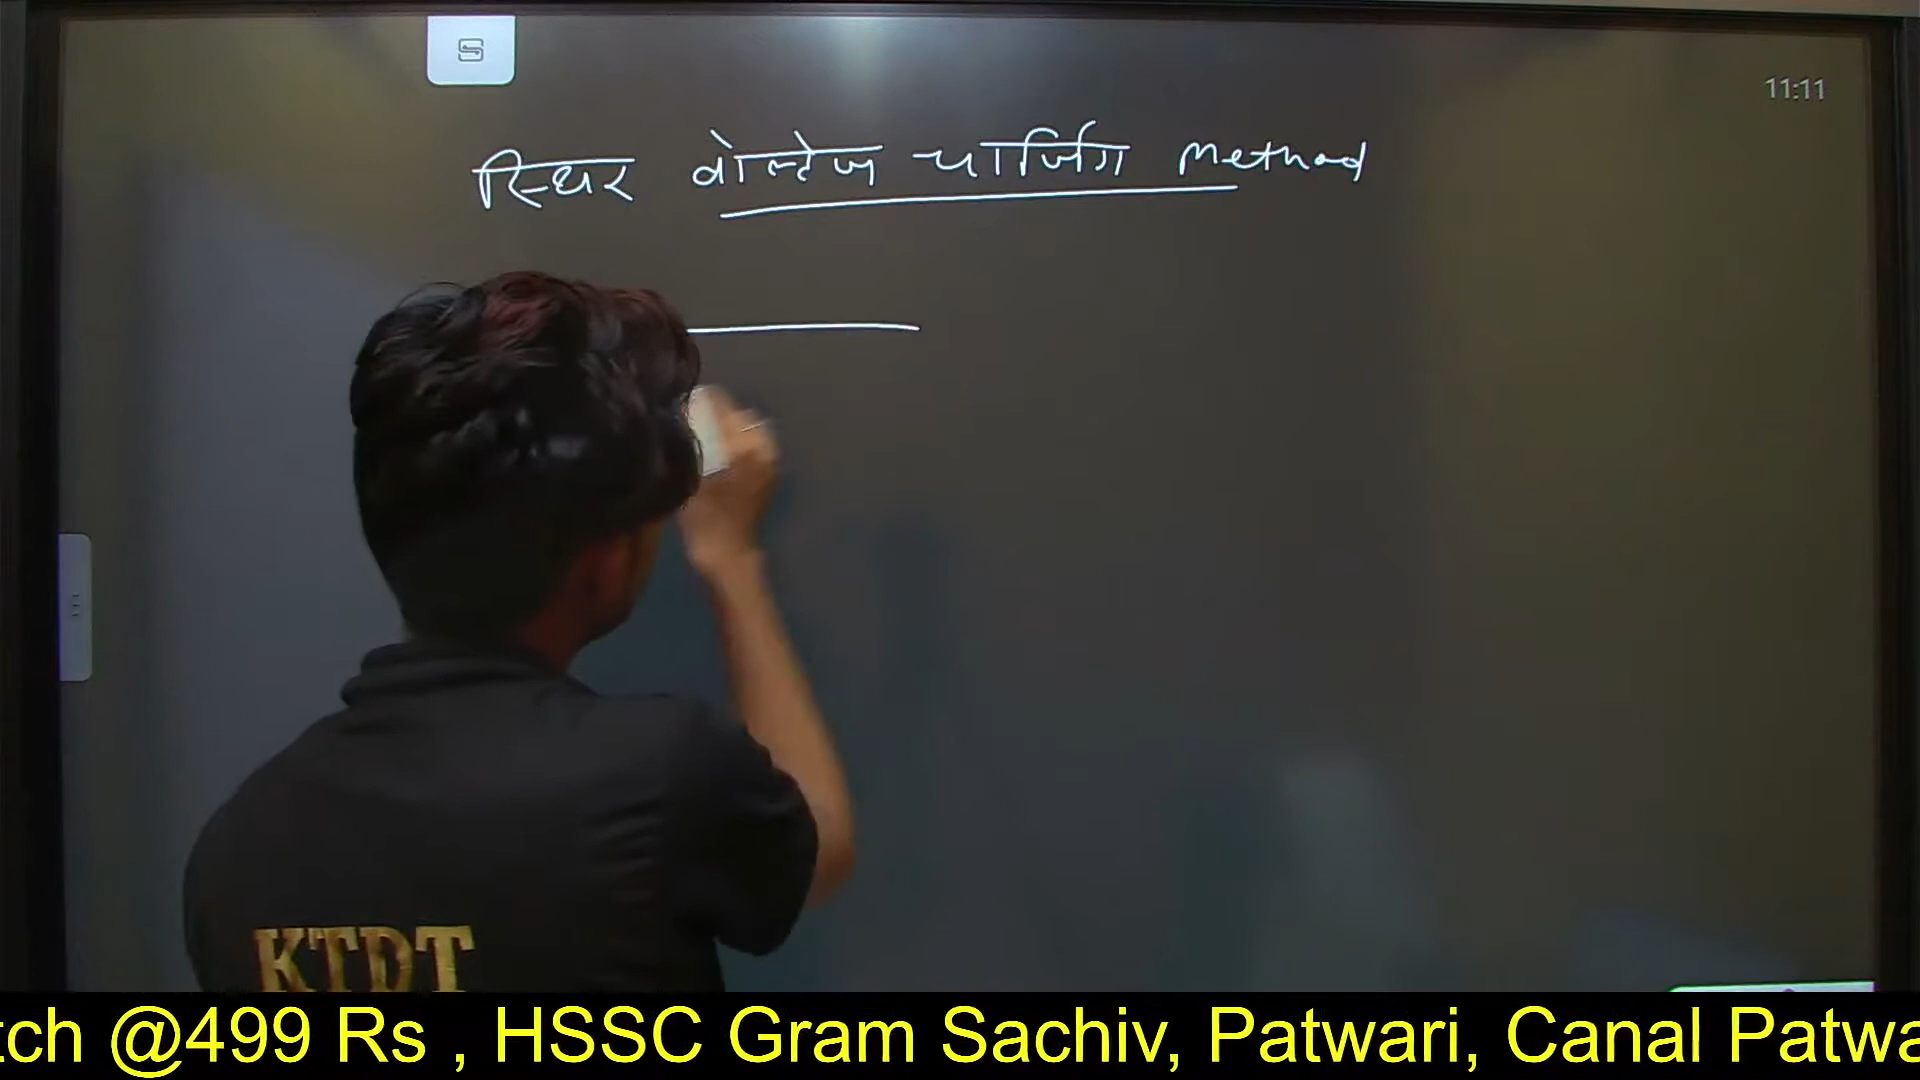 11:11
स्थिर वोल्टेज चार्जिंग Method
KTDT
tch @499 Rs , HSSC Gram Sachiv, Patwari, Canal Patwa